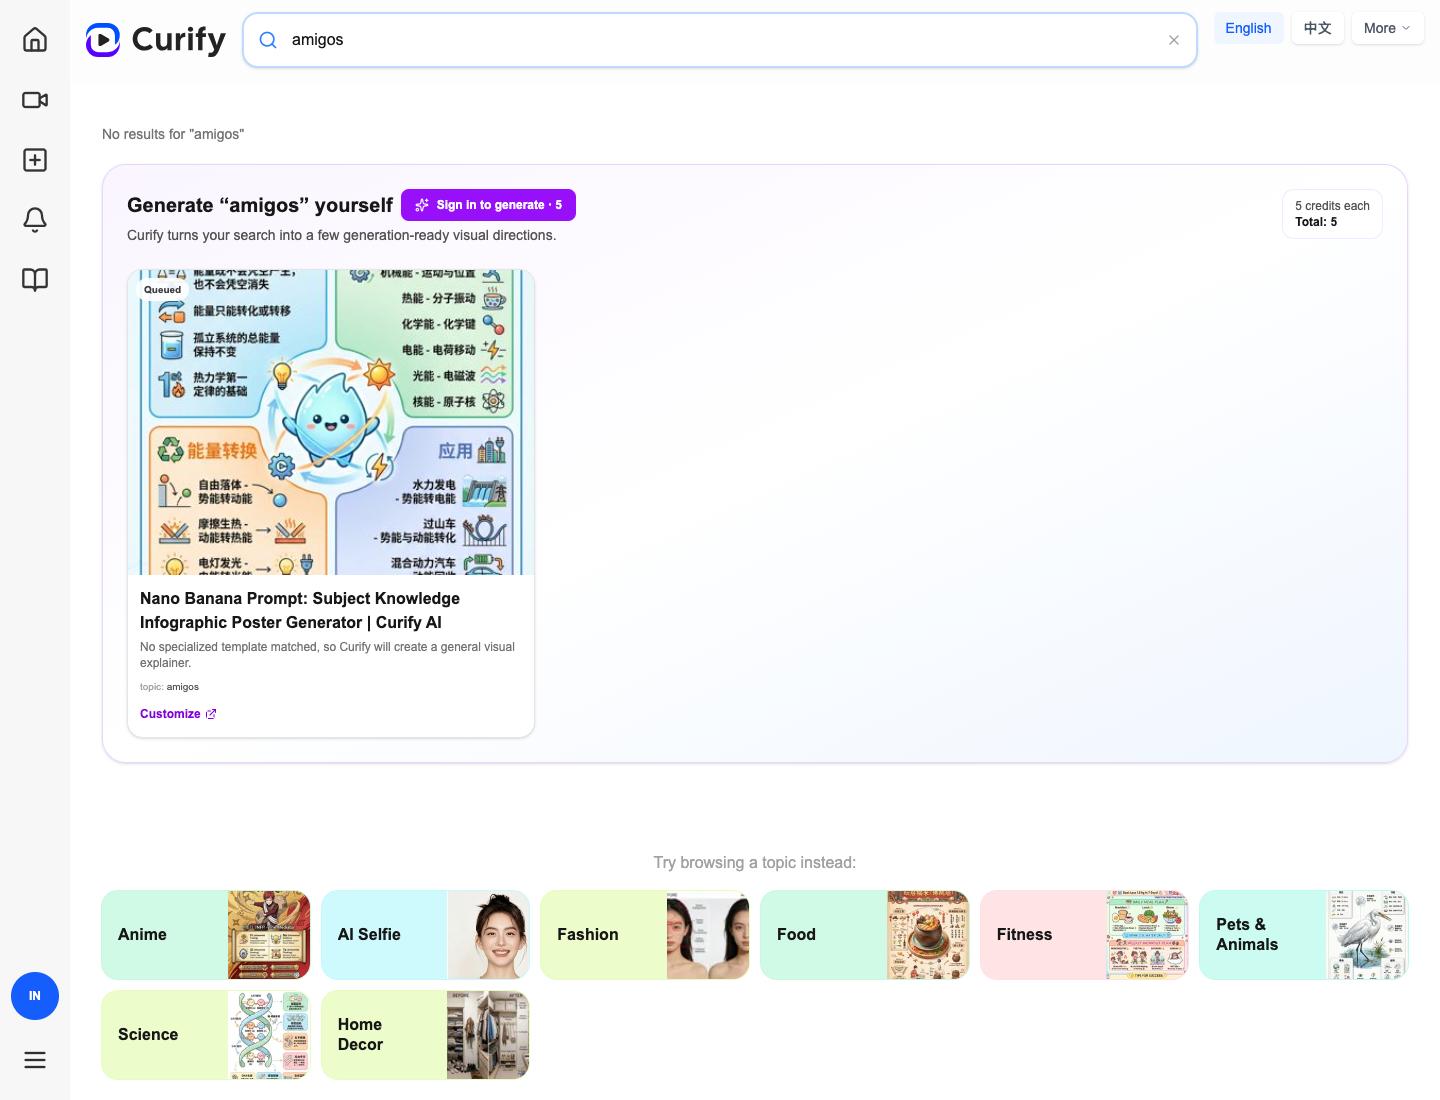 Curify
amigos
English
中文
More
No results for "amigos"
Generate “amigos” yourself
Sign in to generate · 5
5 credits each
Total: 5
Curify turns your search into a few generation-ready visual directions.
Queued
也不会凭空消失
能量只能转化或转移
孤立系统的总能量
保持不变
1st
热力学第一
定律的基础
机械能 - 运动与位置
热能 - 分子振动
化学能 - 化学键
电能 - 电荷移动
光能 - 电磁波
核能 - 原子核
能量转换
自由落体 -
势能转动能
摩擦生热 -
动能转热能
电灯发光 -
应用
水力发电
- 势能转电能
过山车
- 势能与动能转化
混合动力汽车
Nano Banana Prompt: Subject Knowledge
Infographic Poster Generator | Curify AI
No specialized template matched, so Curify will create a general visual
explainer.
topic: amigos
Customize
Try browsing a topic instead:
Anime
AI Selfie
Fashion
Food
Fitness
Pets &
Animals
Science
Home
Decor
BEFORE
AFTER
IN